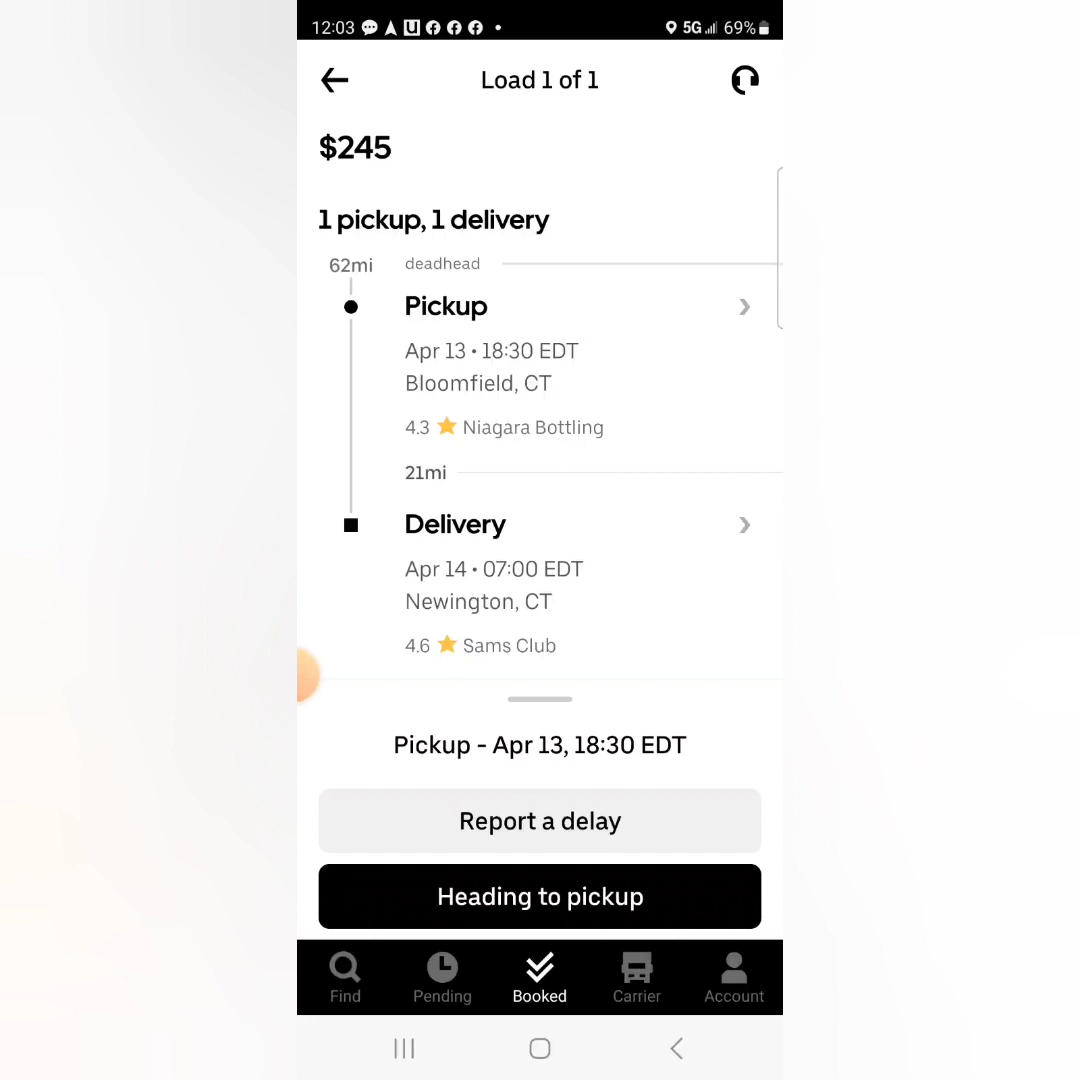 12:03 U 5G 69%
Load 1 of 1
$245
1 pickup, 1 delivery
62mi deadhead
Pickup
Apr 13 • 18:30 EDT
Bloomfield, CT
4.3 Niagara Bottling
21mi
Delivery
Apr 14 • 07:00 EDT
Newington, CT
4.6 Sams Club
Pickup - Apr 13, 18:30 EDT
Report a delay
Heading to pickup
Find Pending Booked Carrier Account